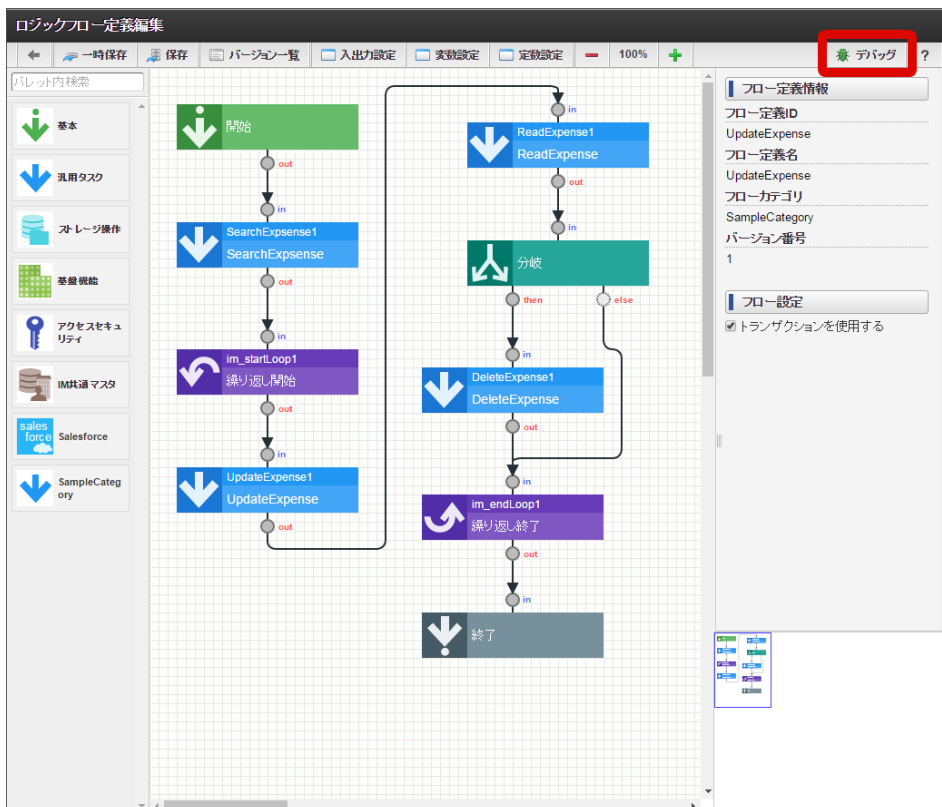 ロジックフロー定義編集
一時保存 保存 バージョン一覧 入出力設定 変数設定 定数設定 100% デバッグ ?
パレット内検索
基本
汎用タスク
ストレージ操作
基盤機能
アクセスセキュ
リティ
IM共通マスタ
sales
force
Salesforce
SampleCateg
ory
開始
out
in
SearchExpsense1
SearchExpsense
out
in
im_startLoop1
繰り返し開始
out
in
UpdateExpense1
UpdateExpense
out
in
ReadExpense1
ReadExpense
out
in
分岐
then
else
in
DeleteExpense1
DeleteExpense
out
in
im_endLoop1
繰り返し終了
out
in
終了
フロー定義情報
フロー定義ID
UpdateExpense
フロー定義名
UpdateExpense
フローカテゴリ
SampleCategory
バージョン番号
1
フロー設定
トランザクションを使用する